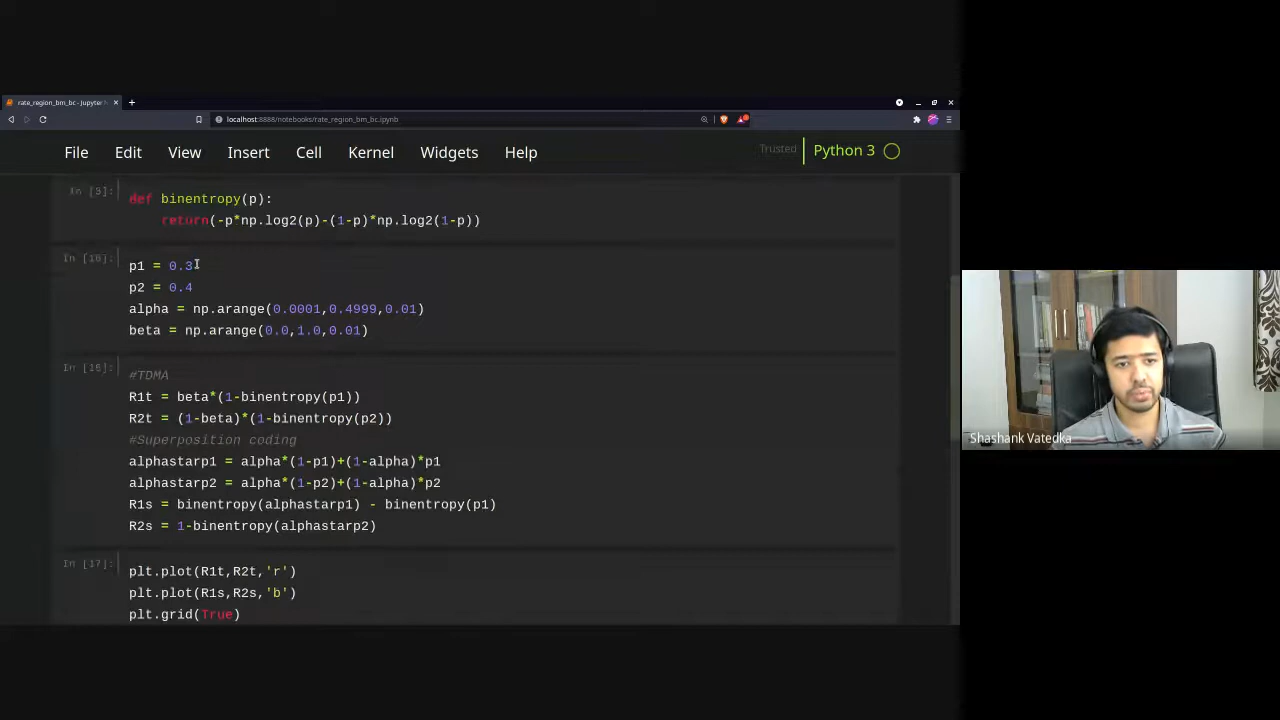 rate_region_bm_bc - Jupyter N
localhost:8888/notebooks/rate_region_bm_bc.ipynb
File Edit View Insert Cell Kernel Widgets Help Trusted Python 3
def binentropy(p):
return(-p*np.log2(p)-(1-p)*np.log2(1-p))
p1 = 0.3
p2 = 0.4
alpha = np.arange(0.0001,0.4999,0.01)
beta = np.arange(0.0,1.0,0.01)
#TDMA
R1t = beta*(1-binentropy(p1))
R2t = (1-beta)*(1-binentropy(p2))
#Superposition coding
alphastarp1 = alpha*(1-p1)+(1-alpha)*p1
alphastarp2 = alpha*(1-p2)+(1-alpha)*p2
R1s = binentropy(alphastarp1) - binentropy(p1)
R2s = 1-binentropy(alphastarp2)
In [17]:
plt.plot(R1t,R2t,'r')
plt.plot(R1s,R2s,'b')
plt.grid(True)
Shashank Vatedka